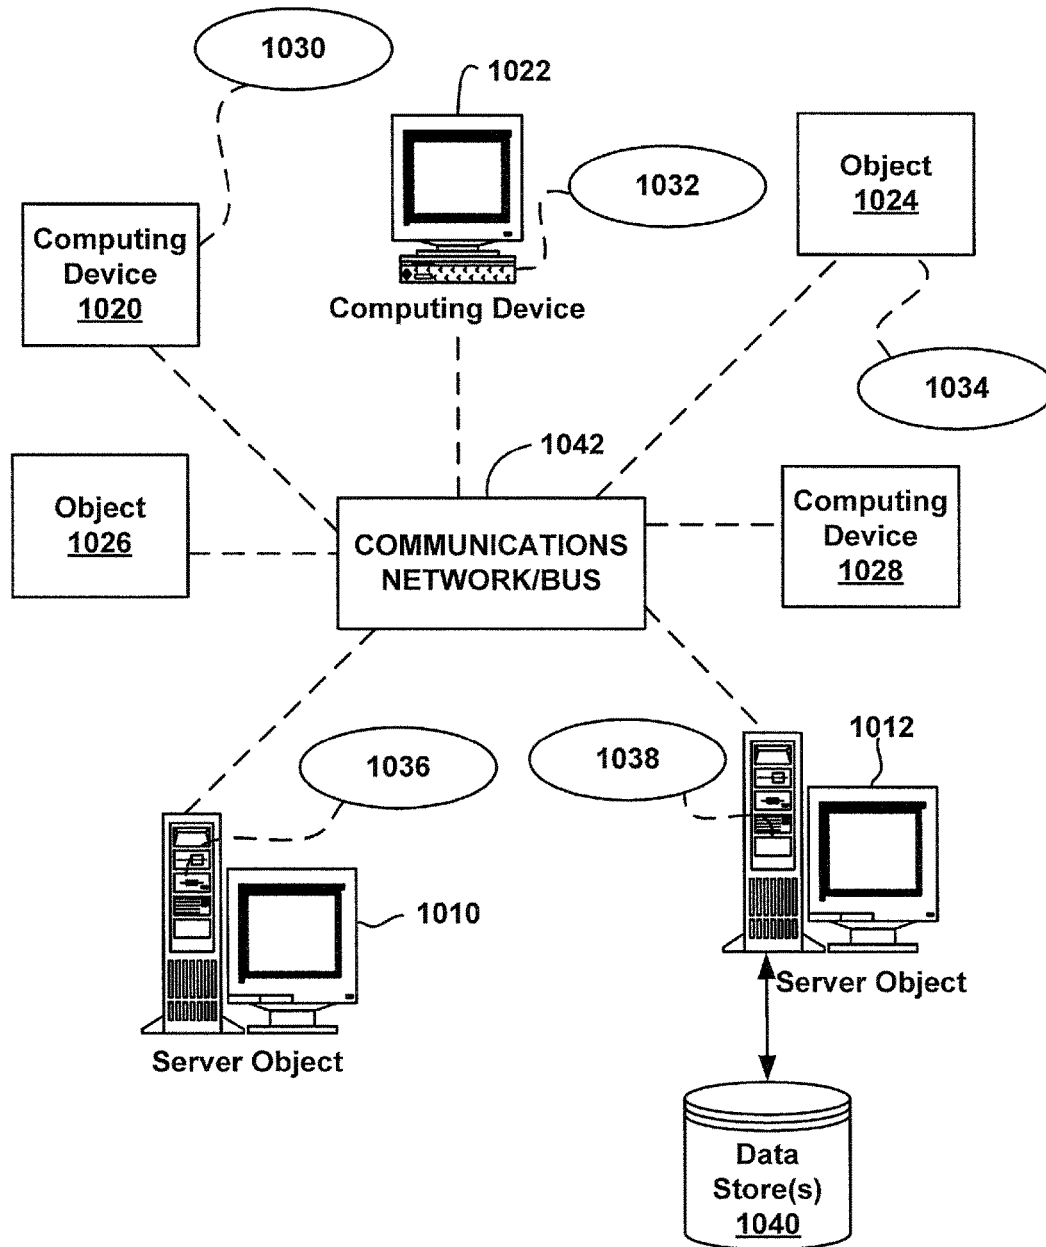 1030
1022
1032
Object
1024
Computing
Device
1020
Computing Device
1034
1042
Object
1026
COMMUNICATIONS
NETWORK/BUS
Computing
Device
1028
1036
1038
1012
1010
Server Object
Server Object
Data
Store(s)
1040